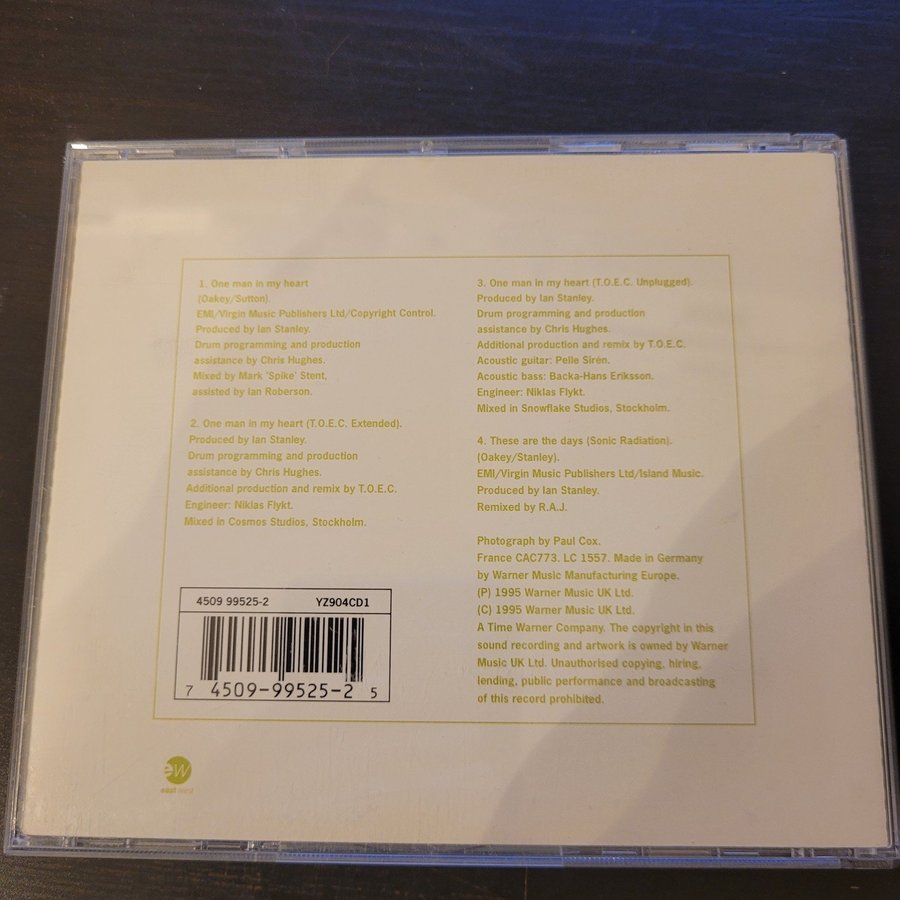 1. One man in my heart
(Oakey/Sutton).
EMI/Virgin Music Publishers Ltd/Copyright Control.
Produced by Ian Stanley.
Drum programming and production
assistance by Chris Hughes.
Mixed by Mark 'Spike' Stent,
assisted by Ian Roberson.
2. One man in my heart (T.O.E.C. Extended).
Produced by Ian Stanley.
Drum programming and production
assistance by Chris Hughes.
Additional production and remix by T.O.E.C.
Engineer: Niklas Flykt.
Mixed in Cosmos Studios, Stockholm.
3. One man in my heart (T.O.E.C. Unplugged).
Produced by Ian Stanley.
Drum programming and production
assistance by Chris Hughes.
Additional production and remix by T.O.E.C.
Acoustic guitar: Pelle Sirén.
Acoustic bass: Backa-Hans Eriksson.
Engineer: Niklas Flykt.
Mixed in Snowflake Studios, Stockholm.
4. These are the days (Sonic Radiation).
(Oakey/Stanley).
EMI/Virgin Music Publishers Ltd/Island Music.
Produced by Ian Stanley.
Remixed by R.A.J.
Photograph by Paul Cox.
France CAC773. LC 1557. Made in Germany
by Warner Music Manufacturing Europe.
(P) 1995 Warner Music UK Ltd.
(C) 1995 Warner Music UK Ltd.
A Time Warner Company. The copyright in this
sound recording and artwork is owned by Warner
Music UK Ltd. Unauthorised copying, hiring,
lending, public performance and broadcasting
of this record prohibited.
4509 99525-2 YZ904CD1
7 4509-99525-2 5
ew
east west